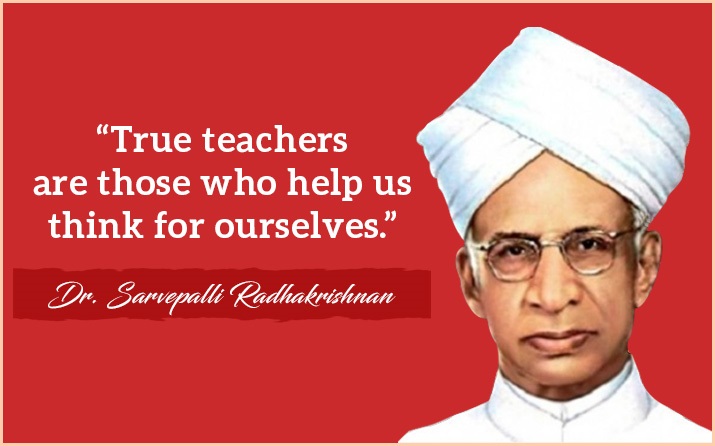 “True teachers
are those who help us
think for ourselves.”
Dr. Sarvepalli Radhakrishnan